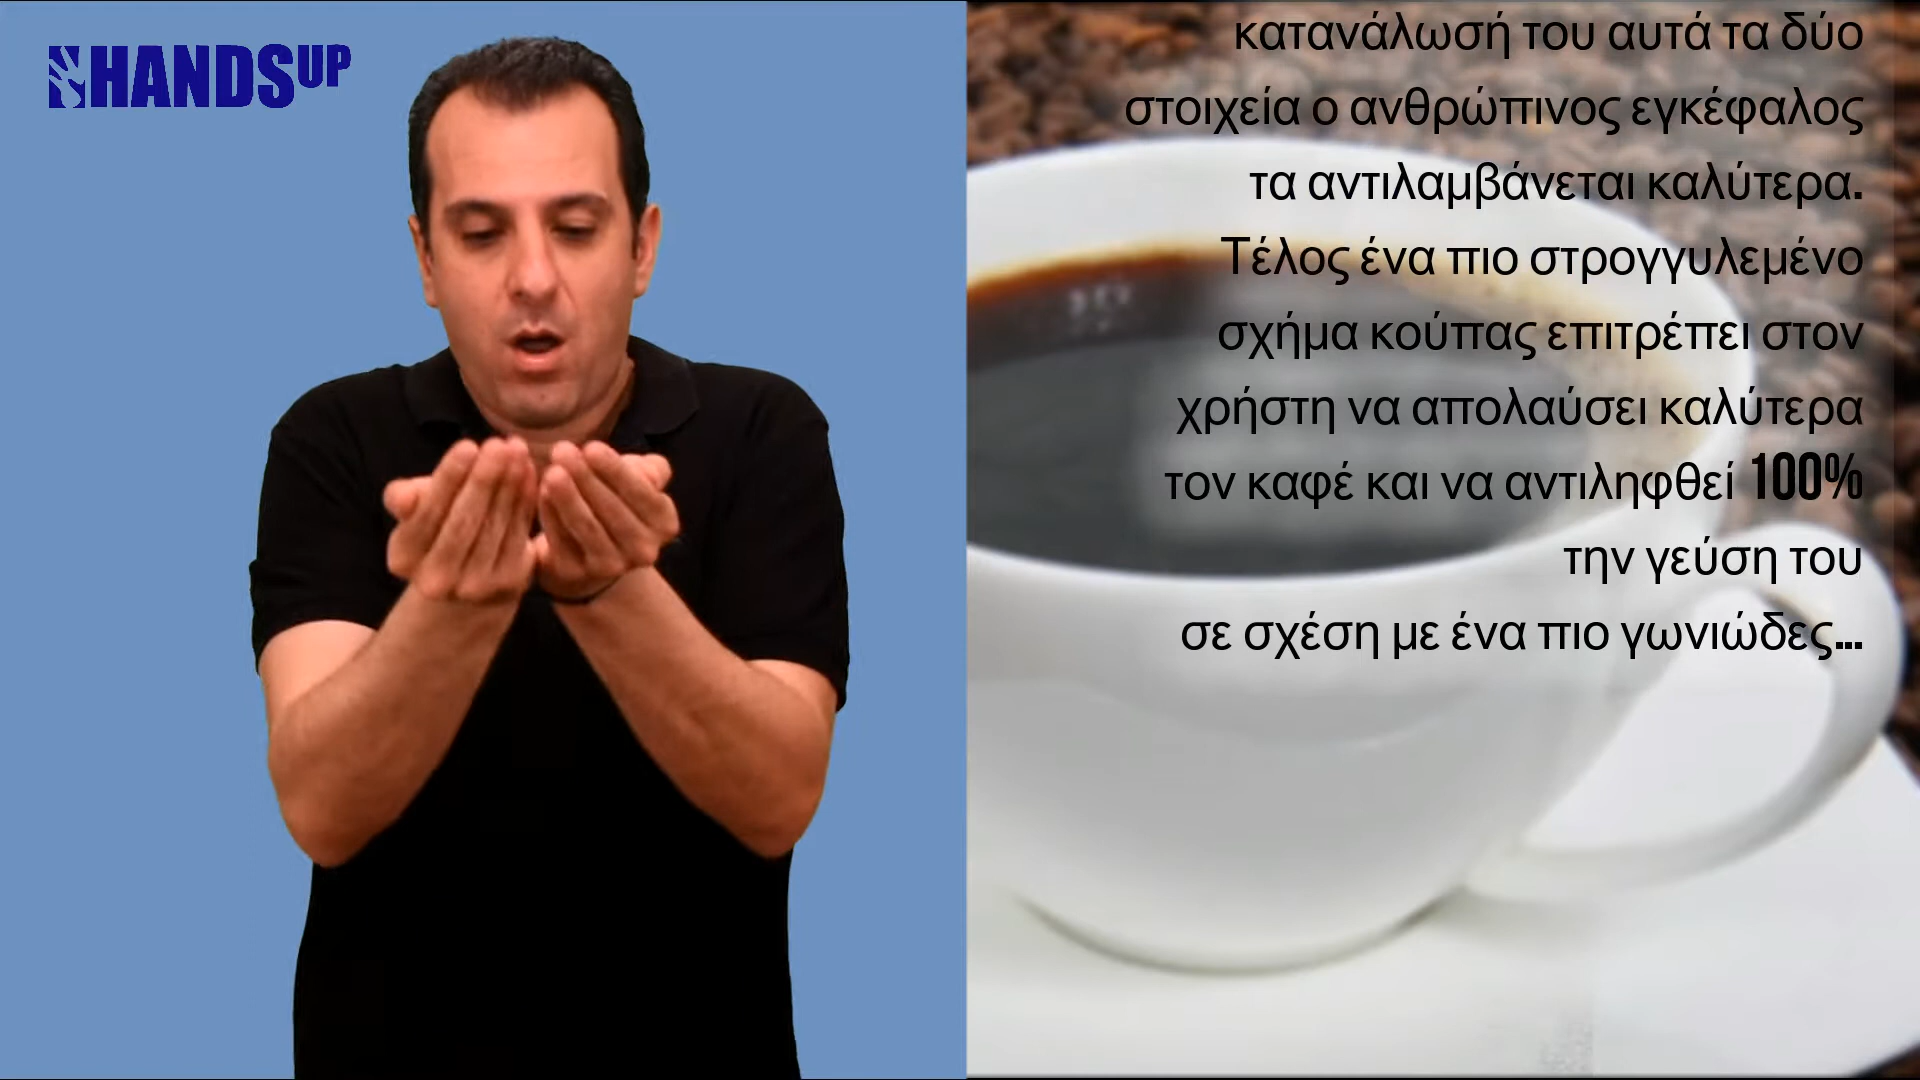 HANDSUP
κατανάλωσή του αυτά τα δύο
στοιχεία ο ανθρώπινος εγκέφαλος
τα αντιλαμβάνεται καλύτερα.
Τέλος ένα πιο στρογγυλεμένο
σχήμα κούπας επιτρέπει στον
χρήστη να απολαύσει καλύτερα
τον καφέ και να αντιληφθεί 100%
την γεύση του
σε σχέση με ένα πιο γωνιώδες...